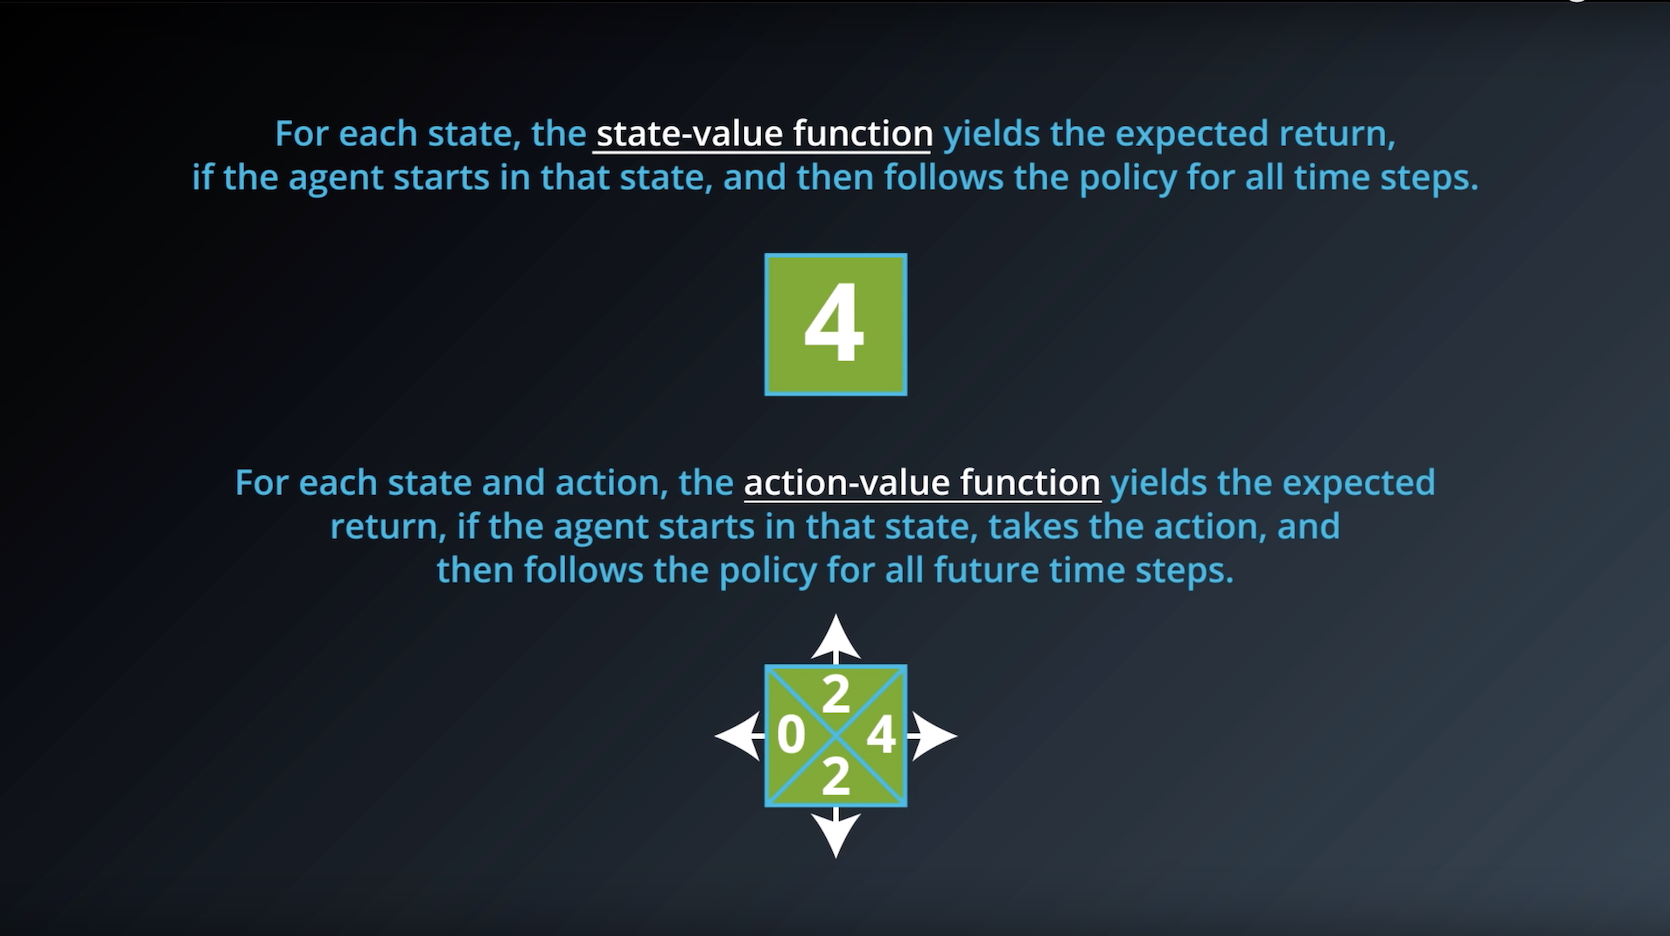 For each state, the state-value function yields the expected return,
if the agent starts in that state, and then follows the policy for all time steps.
4
For each state and action, the action-value function yields the expected
return, if the agent starts in that state, takes the action, and
then follows the policy for all future time steps.
2
0 4
2